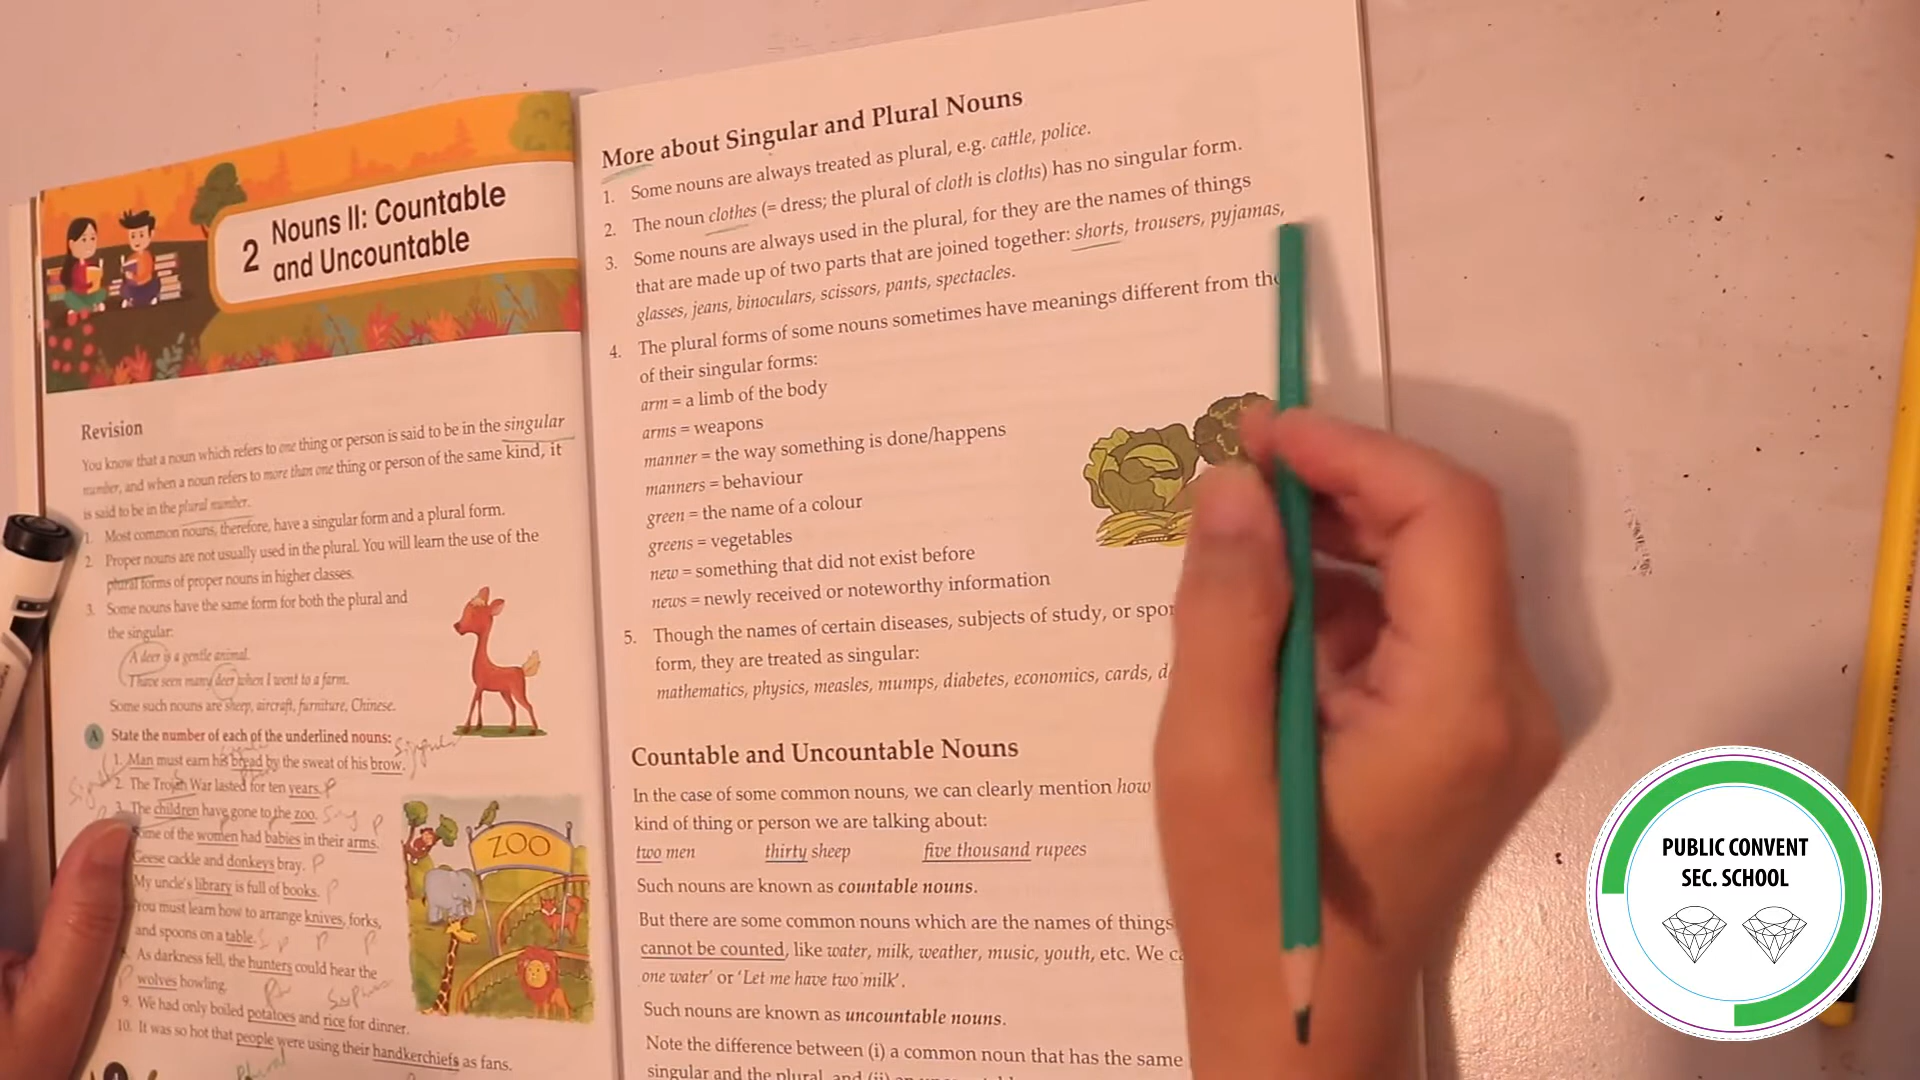 2 Nouns II: Countable
and Uncountable
Revision
You know that a noun which refers to one thing or person is said to be in the singular
number, and when a noun refers to more than one thing or person of the same kind, it
is said to be in the plural number.
1. Most common nouns, therefore, have a singular form and a plural form.
2. Proper nouns are not usually used in the plural. You will learn the use of the
plural forms of proper nouns in higher classes.
3. Some nouns have the same form for both the plural and
the singular:
A deer is a gentle animal.
I have seen many deer when I went to a farm.
Some such nouns are sheep, aircraft, furniture, Chinese.
A State the number of each of the underlined nouns:
1. Man must earn his bread by the sweat of his brow.
2. The Trojan War lasted for ten years. P
3. The children have gone to the zoo.
Some of the women had babies in their arms.
Geese cackle and donkeys bray. P
My uncle's library is full of books. P
You must learn how to arrange knives, forks,
and spoons on a table.
As darkness fell, the hunters could hear the
wolves howling.
9. We had only boiled potatoes and rice for dinner.
10. It was so hot that people were using their handkerchiefs as fans.
Plural
ZOO
More about Singular and Plural Nouns
1. Some nouns are always treated as plural, e.g. cattle, police.
2. The noun clothes (= dress; the plural of cloth is cloths) has no singular form.
3. Some nouns are always used in the plural, for they are the names of things
that are made up of two parts that are joined together: shorts, trousers, pyjamas,
glasses, jeans, binoculars, scissors, pants, spectacles.
4. The plural forms of some nouns sometimes have meanings different from
of their singular forms:
arm = a limb of the body
arms = weapons
manner = the way something is done/happens
manners = behaviour
green = the name of a colour
greens = vegetables
new = something that did not exist before
news = newly received or noteworthy information
5. Though the names of certain diseases, subjects of study, or
form, they are treated as singular:
mathematics, physics, measles, mumps, diabetes, economics, cards,
Countable and Uncountable Nouns
In the case of some common nouns, we can clearly mention how
kind of thing or person we are talking about:
two men thirty sheep five thousand rupees
Such nouns are known as countable nouns.
But there are some common nouns which are the names of things
cannot be counted, like water, milk, weather, music, youth, etc. We
one water' or 'Let me have two milk'.
Such nouns are known as uncountable nouns.
Note the difference between (i) a common noun that has the same
singular and the plural, and (ii) an
PUBLIC CONVENT
SEC. SCHOOL